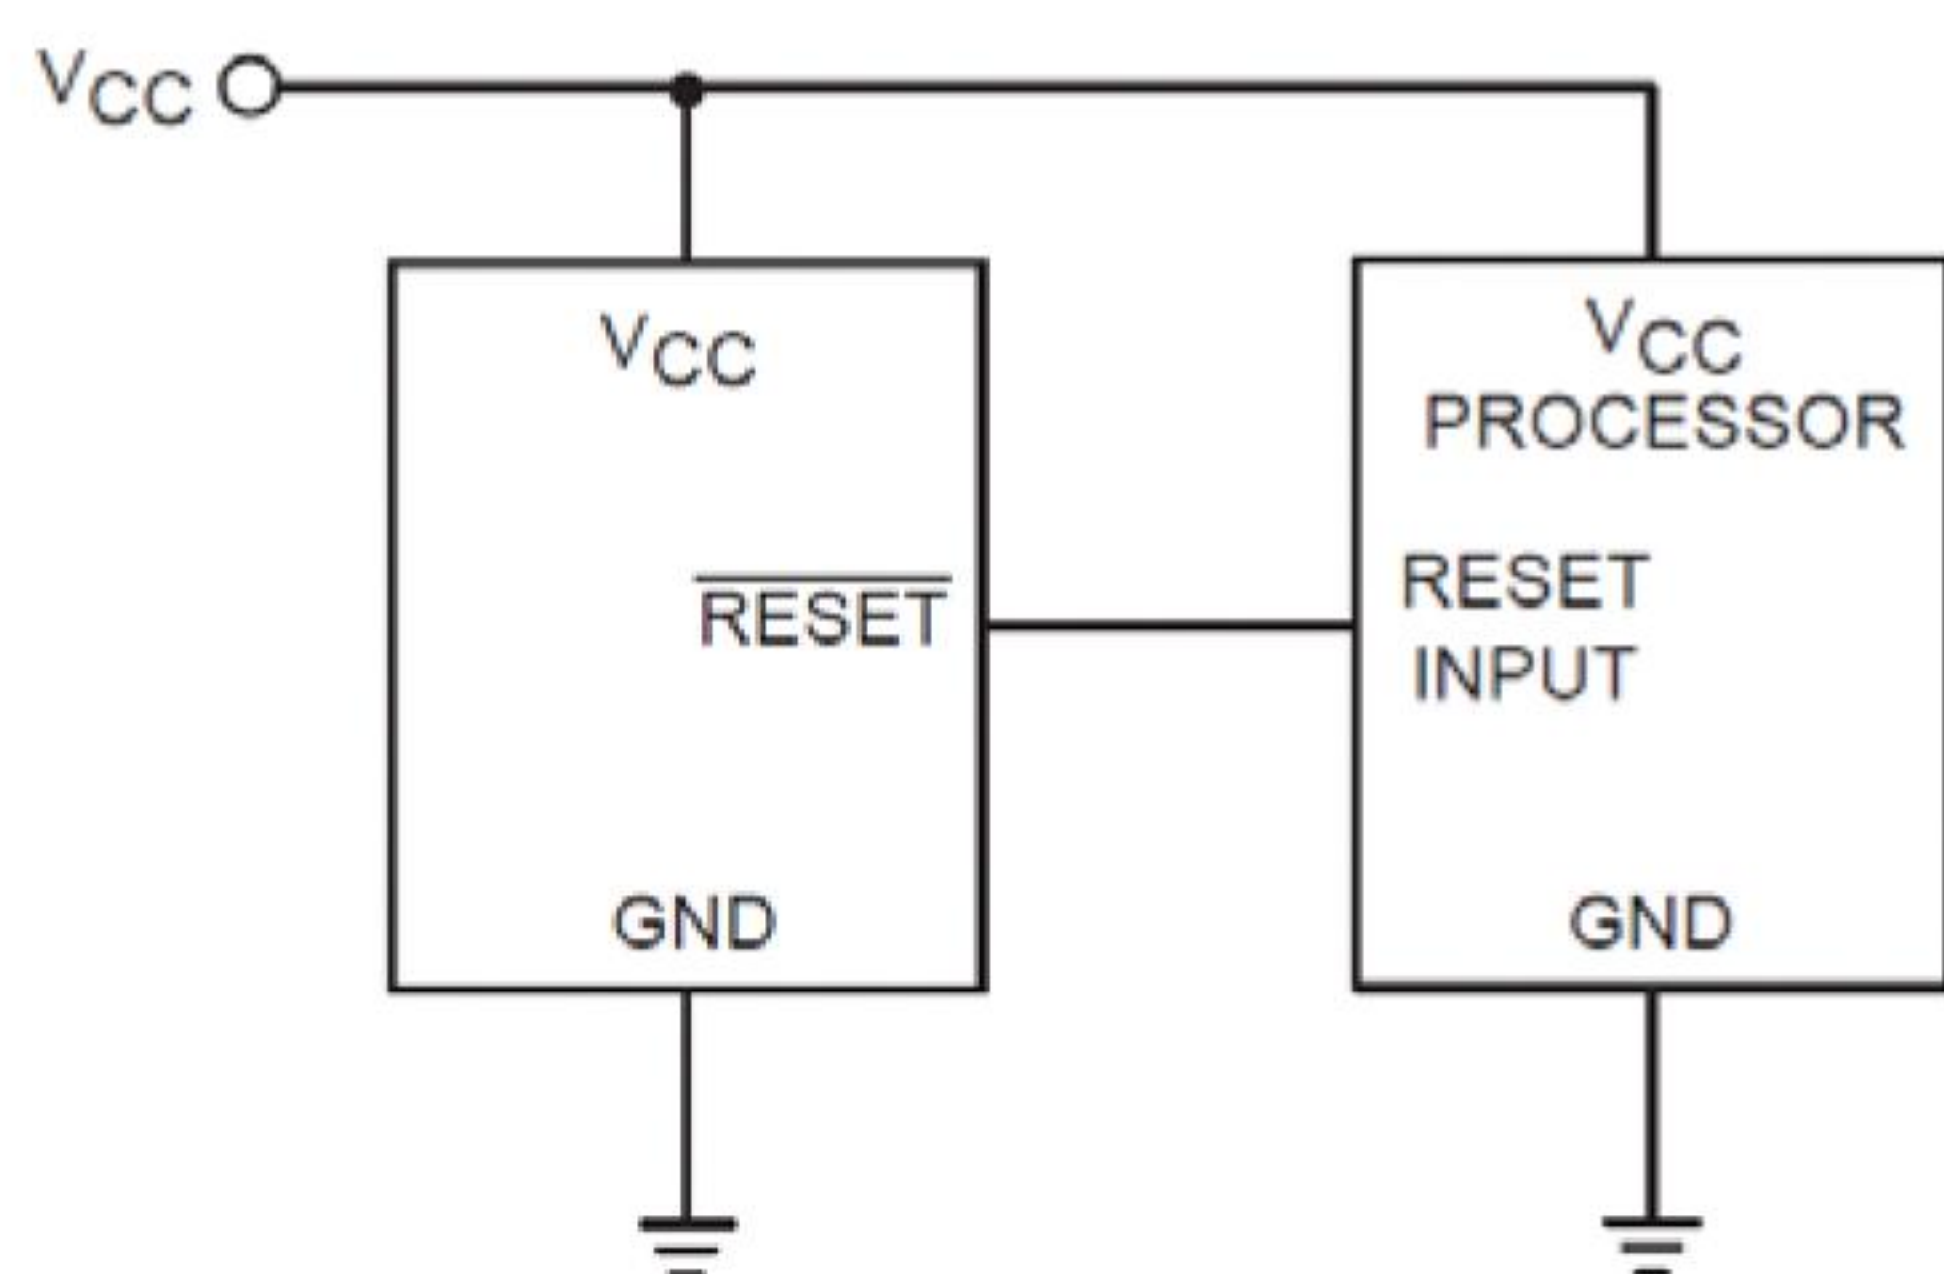 VCC
VCC
RESET
GND
VCC
PROCESSOR
RESET
INPUT
GND